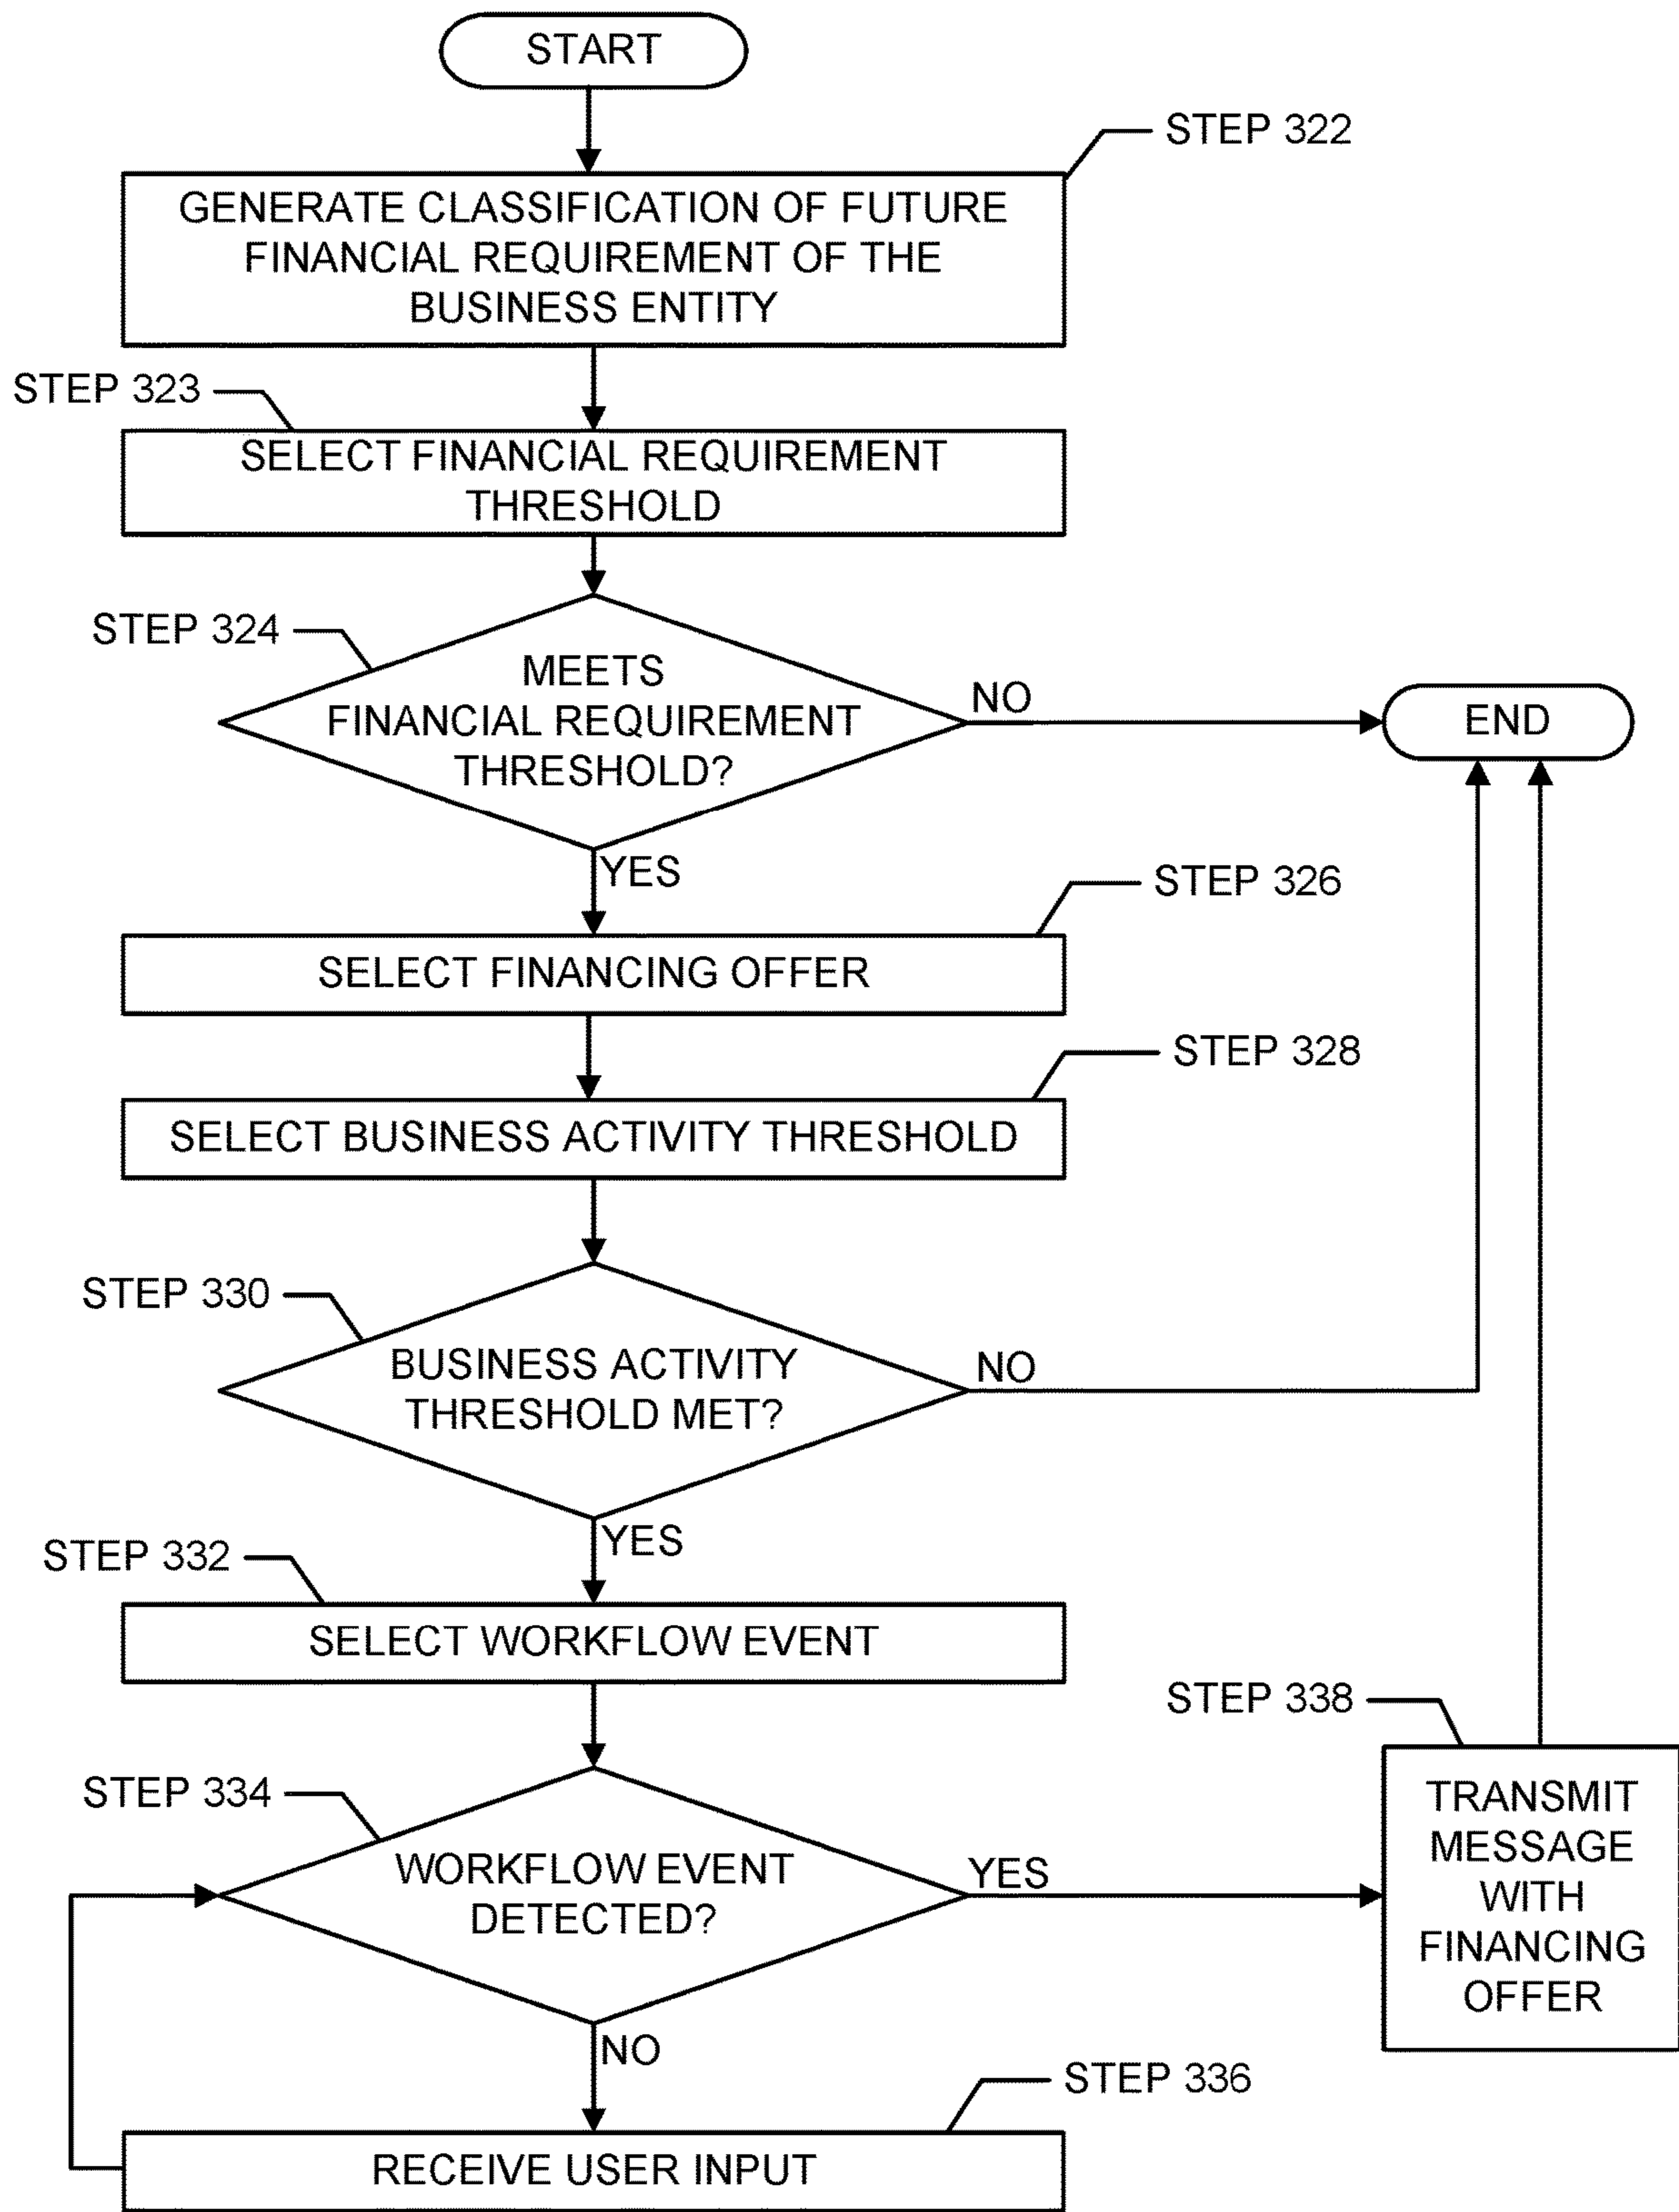 START
STEP 322
GENERATE CLASSIFICATION OF FUTURE
FINANCIAL REQUIREMENT OF THE
BUSINESS ENTITY
STEP 323
SELECT FINANCIAL REQUIREMENT
THRESHOLD
STEP 324
MEETS
FINANCIAL REQUIREMENT
THRESHOLD?
NO
END
YES
STEP 326
SELECT FINANCING OFFER
STEP 328
SELECT BUSINESS ACTIVITY THRESHOLD
STEP 330
BUSINESS ACTIVITY
THRESHOLD MET?
NO
YES
STEP 332
SELECT WORKFLOW EVENT
STEP 334
WORKFLOW EVENT
DETECTED?
YES
STEP 338
TRANSMIT
MESSAGE
WITH
FINANCING
OFFER
NO
STEP 336
RECEIVE USER INPUT